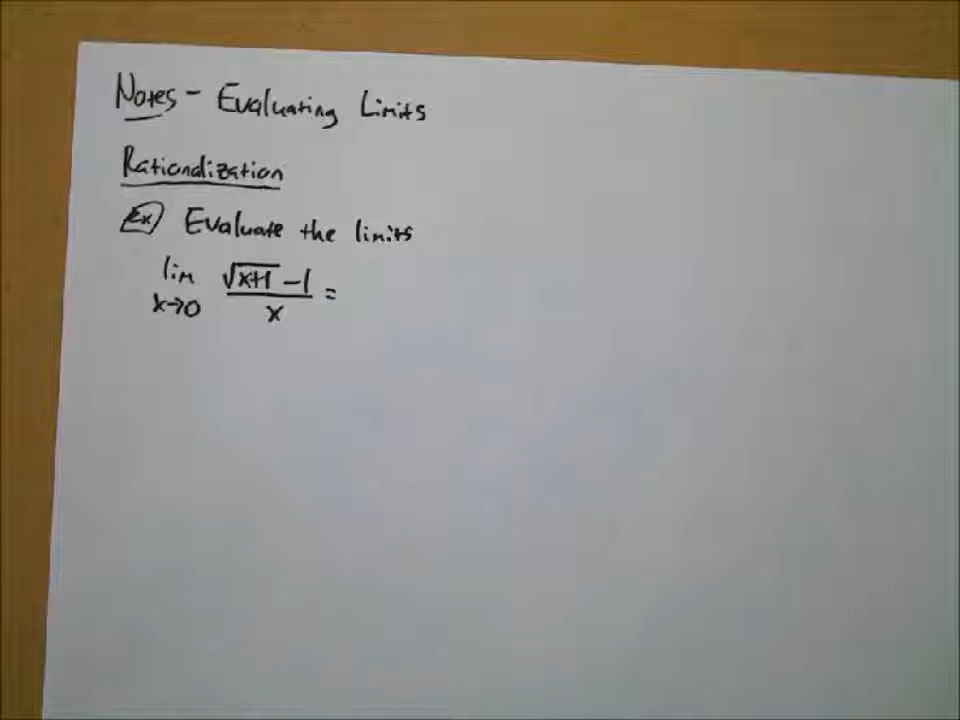 Notes - Evaluating Limits
Rationalization
Ex Evaluate the limits
lim x→0 (√(x+1) - 1)/x =